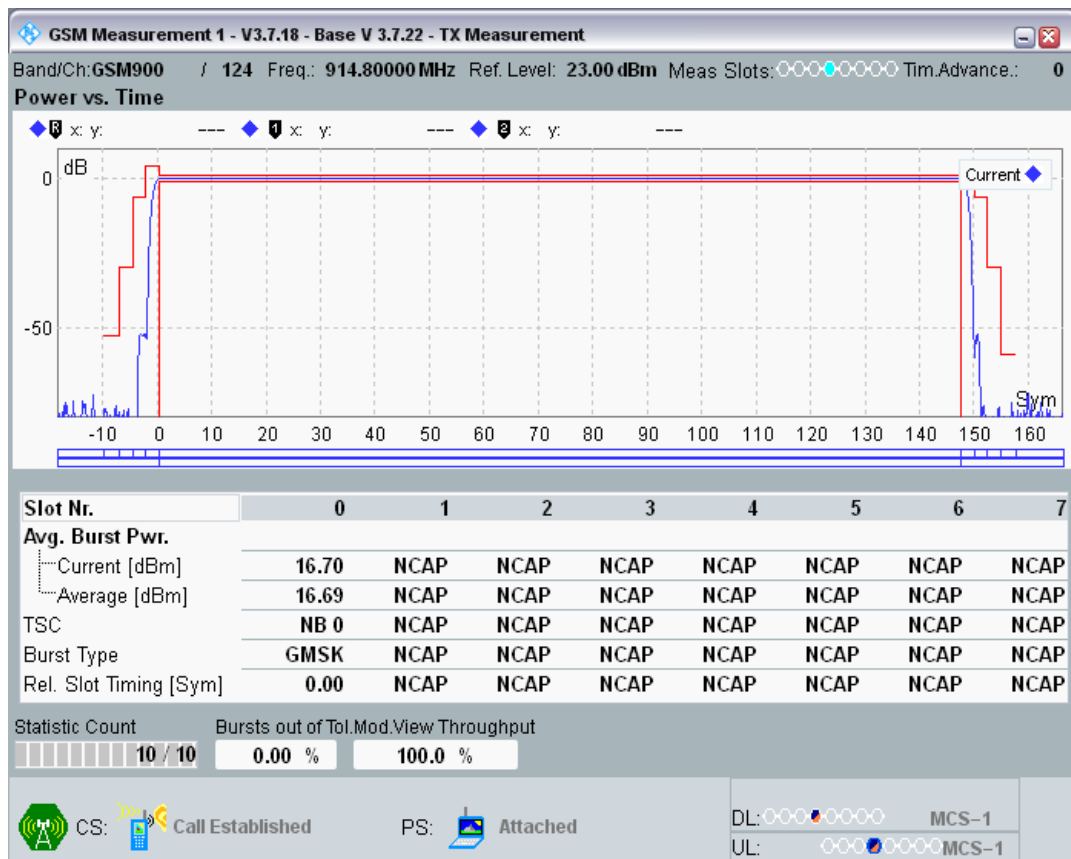 GSM Measurement 1 - V3.7.18 - Base V 3.7.22 - TX Measurement
Band/Ch:GSM900 / 124 Freq.: 914.80000 MHz Ref. Level: 23.00 dBm Meas Slots: Tim.Advance.: 0
Power vs. Time
R x: y: --- 1 x: y: --- 2 x: y: ---
dB
Current
0
-50
Sym
-10 0 10 20 30 40 50 60 70 80 90 100 110 120 130 140 150 160
Slot Nr. 0 1 2 3 4 5 6 7
Avg. Burst Pwr.
Current [dBm] 16.70 NCAP NCAP NCAP NCAP NCAP NCAP NCAP
Average [dBm] 16.69 NCAP NCAP NCAP NCAP NCAP NCAP NCAP
TSC NB 0 NCAP NCAP NCAP NCAP NCAP NCAP NCAP
Burst Type GMSK NCAP NCAP NCAP NCAP NCAP NCAP NCAP
Rel. Slot Timing [Sym] 0.00 NCAP NCAP NCAP NCAP NCAP NCAP NCAP
Statistic Count Bursts out of Tol.Mod.View Throughput
10 / 10 0.00 % 100.0 %
CS: Call Established PS: Attached
DL: MCS-1
UL: MCS-1